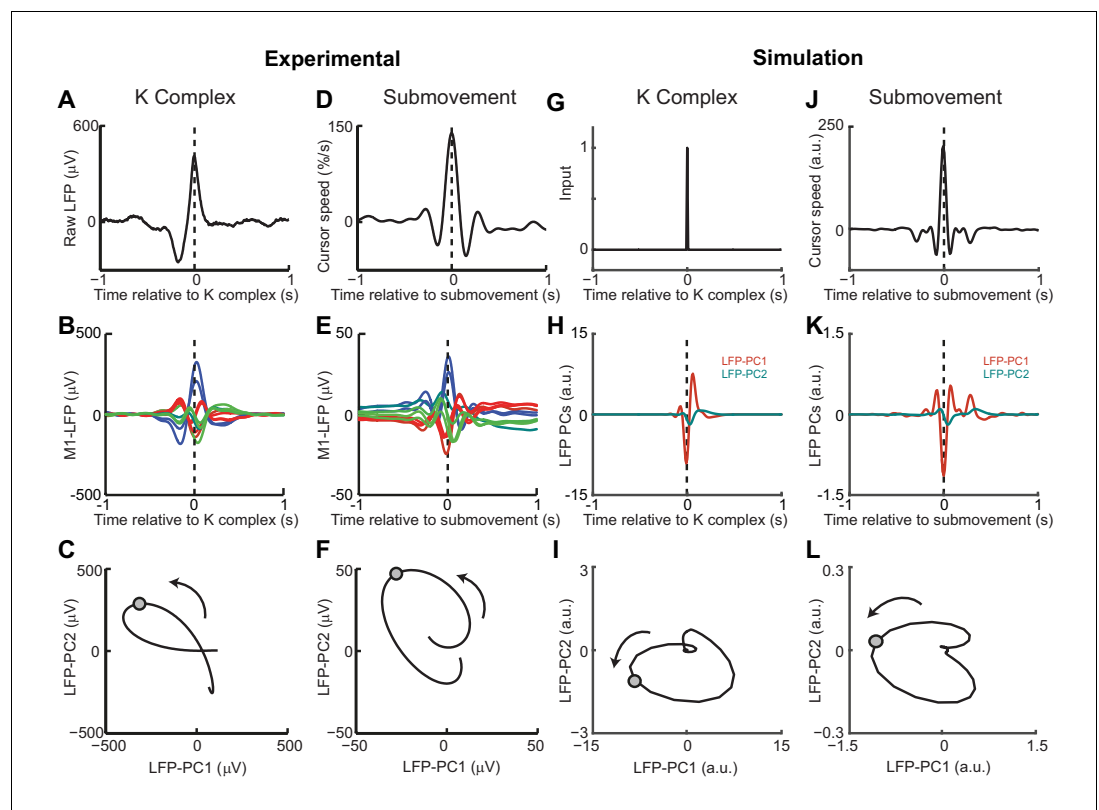 Experimental
Simulation
A
K Complex
600
0
Raw LFP (μV)
−1
0
1
Time relative to K complex (s)
D
Submovement
150
0
Cursor speed (%/s)
−1
0
1
Time relative to submovement (s)
G
K Complex
1
0
Input
−1
0
1
Time relative to K complex (s)
J
Submovement
250
0
Cursor speed (a.u.)
−1
0
1
Time relative to submovement (s)
B
500
0
-500
M1-LFP (μV)
-1
0
1
Time relative to K complex (s)
E
50
0
-50
M1-LFP (μV)
-1
0
1
Time relative to submovement (s)
H
15
0
-15
LFP PCs (a.u.)
LFP-PC1
LFP-PC2
-1
0
1
Time relative to K complex (s)
K
1.5
0
-1.5
LFP PCs (a.u.)
LFP-PC1
LFP-PC2
-1
0
1
Time relative to submovement (s)
C
500
0
−500
LFP-PC2 (μV)
−500
0
500
LFP-PC1 (μV)
F
50
0
−50
LFP-PC2 (μV)
−50
0
50
LFP-PC1 (μV)
I
3
0
−3
LFP-PC2 (a.u.)
−15
0
15
LFP-PC1 (a.u.)
L
0.3
0
−0.3
LFP-PC2 (a.u.)
−1.5
0
1.5
LFP-PC1 (a.u.)